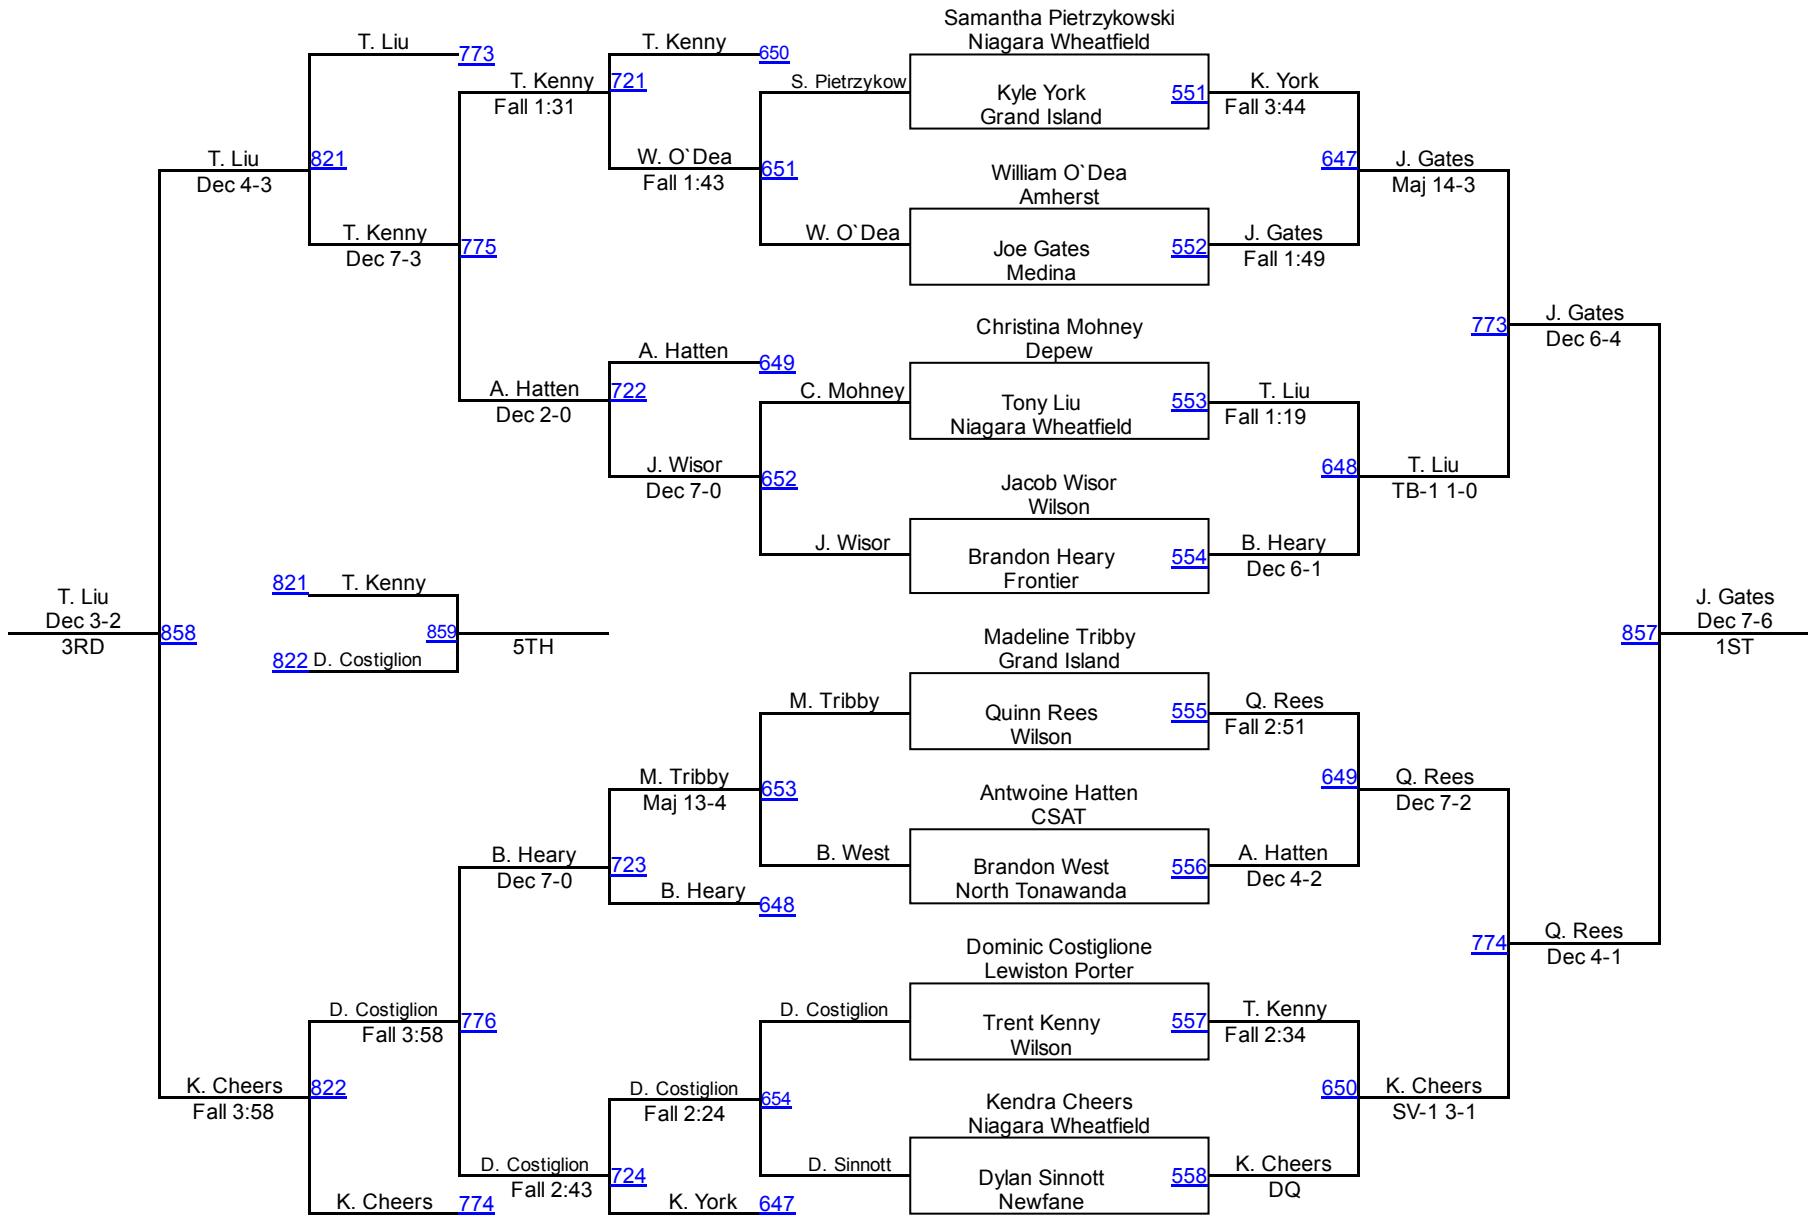 Samantha Pietrzykowski
Niagara Wheatfield
T. Liu
773
T. Kenny
650
T. Kenny
721
Fall 1:31
S. Pietrzykow
Kyle York
551
Grand Island
K. York
Fall 3:44
T. Liu
821
Dec 4-3
W. O`Dea
651
Fall 1:43
William O`Dea
Amherst
647
J. Gates
Maj 14-3
T. Kenny
775
Dec 7-3
W. O`Dea
Joe Gates
552
Medina
J. Gates
Fall 1:49
Christina Mohney
Depew
773
J. Gates
Dec 6-4
A. Hatten
649
A. Hatten
722
Dec 2-0
C. Mohney
Tony Liu
553
Niagara Wheatfield
T. Liu
Fall 1:19
J. Wisor
652
Dec 7-0
Jacob Wisor
Wilson
648
T. Liu
TB-1 1-0
J. Wisor
Brandon Heary
554
Frontier
B. Heary
Dec 6-1
821
T. Kenny
T. Liu
Dec 3-2
858
3RD
859
5TH
822
D. Costiglion
Madeline Tribby
Grand Island
857
J. Gates
Dec 7-6
1ST
M. Tribby
Quinn Rees
555
Wilson
Q. Rees
Fall 2:51
M. Tribby
653
Maj 13-4
Antwoine Hatten
CSAT
649
Q. Rees
Dec 7-2
B. Heary
723
Dec 7-0
B. West
Brandon West
556
North Tonawanda
A. Hatten
Dec 4-2
B. Heary
648
Dominic Costiglione
Lewiston Porter
774
Q. Rees
Dec 4-1
D. Costiglion
776
Fall 3:58
D. Costiglion
Trent Kenny
557
Wilson
T. Kenny
Fall 2:34
K. Cheers
822
Fall 3:58
D. Costiglion
654
Fall 2:24
Kendra Cheers
Niagara Wheatfield
650
K. Cheers
SV-1 3-1
D. Costiglion
724
Fall 2:43
D. Sinnott
Dylan Sinnott
558
Newfane
K. Cheers
DQ
K. Cheers
774
K. York
647